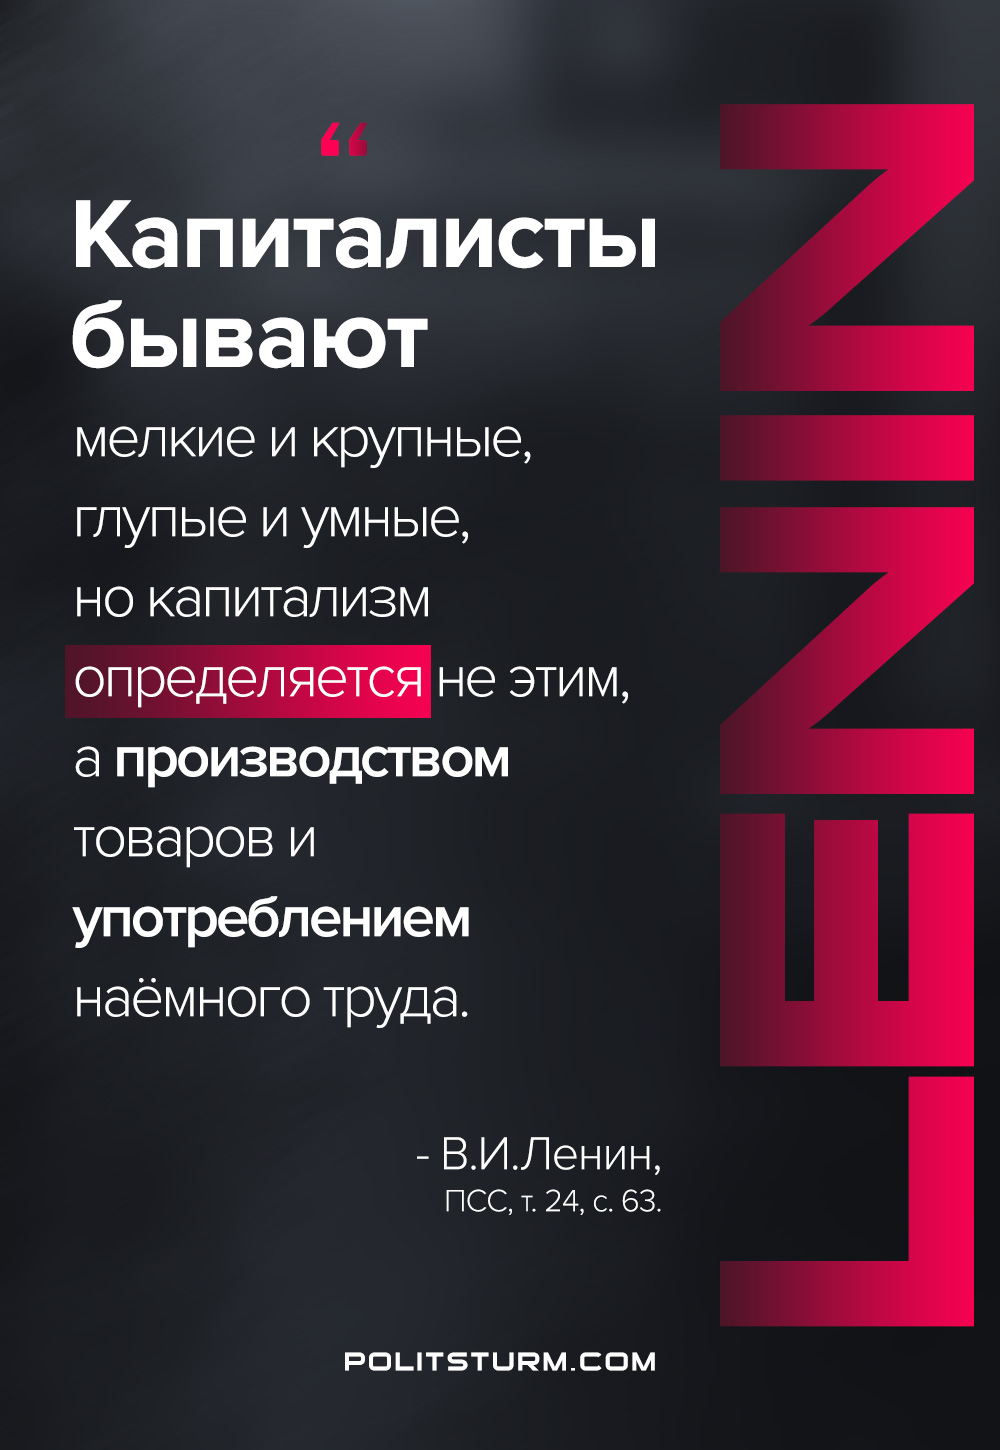 “
Капиталисты
бывают
мелкие и крупные,
глупые и умные,
но капитализм
определяется не этим,
а производством
товаров и
употреблением
наёмного труда.
- В.И.Ленин,
ПСС, т. 24, с. 63.
POLITSTURM.COM
LENIN